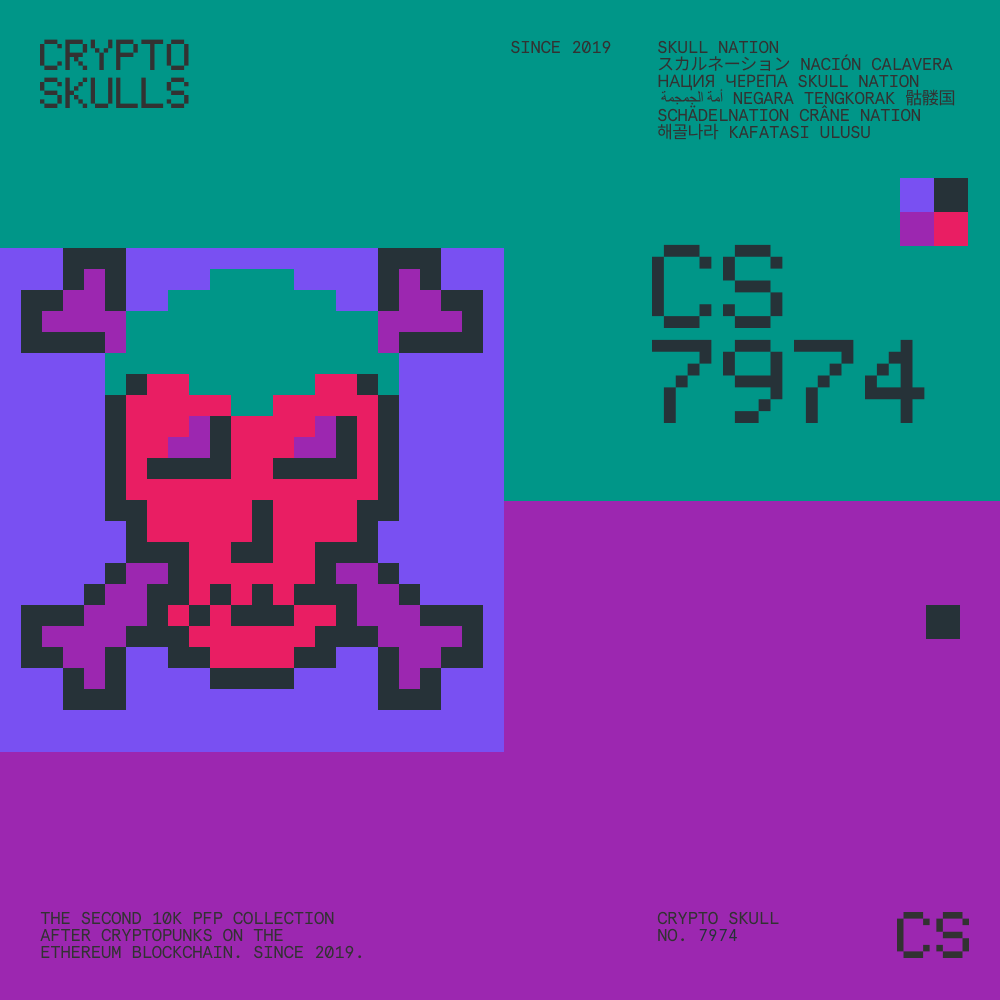 CRYPTO
SKULLS
SINCE 2019
SKULL NATION
スカルネーション NACIÓN CALAVERA
НАЦИЯ ЧЕРЕПА SKULL NATION
أمة الجمجمة NEGARA TENGKORAK 骷髅国
SCHÄDELNATION CRÂNE NATION
해골나라 KAFATASI ULUSU
CS
7974
THE SECOND 10K PFP COLLECTION
AFTER CRYPTOPUNKS ON THE
ETHEREUM BLOCKCHAIN. SINCE 2019.
CRYPTO SKULL
NO. 7974
CS